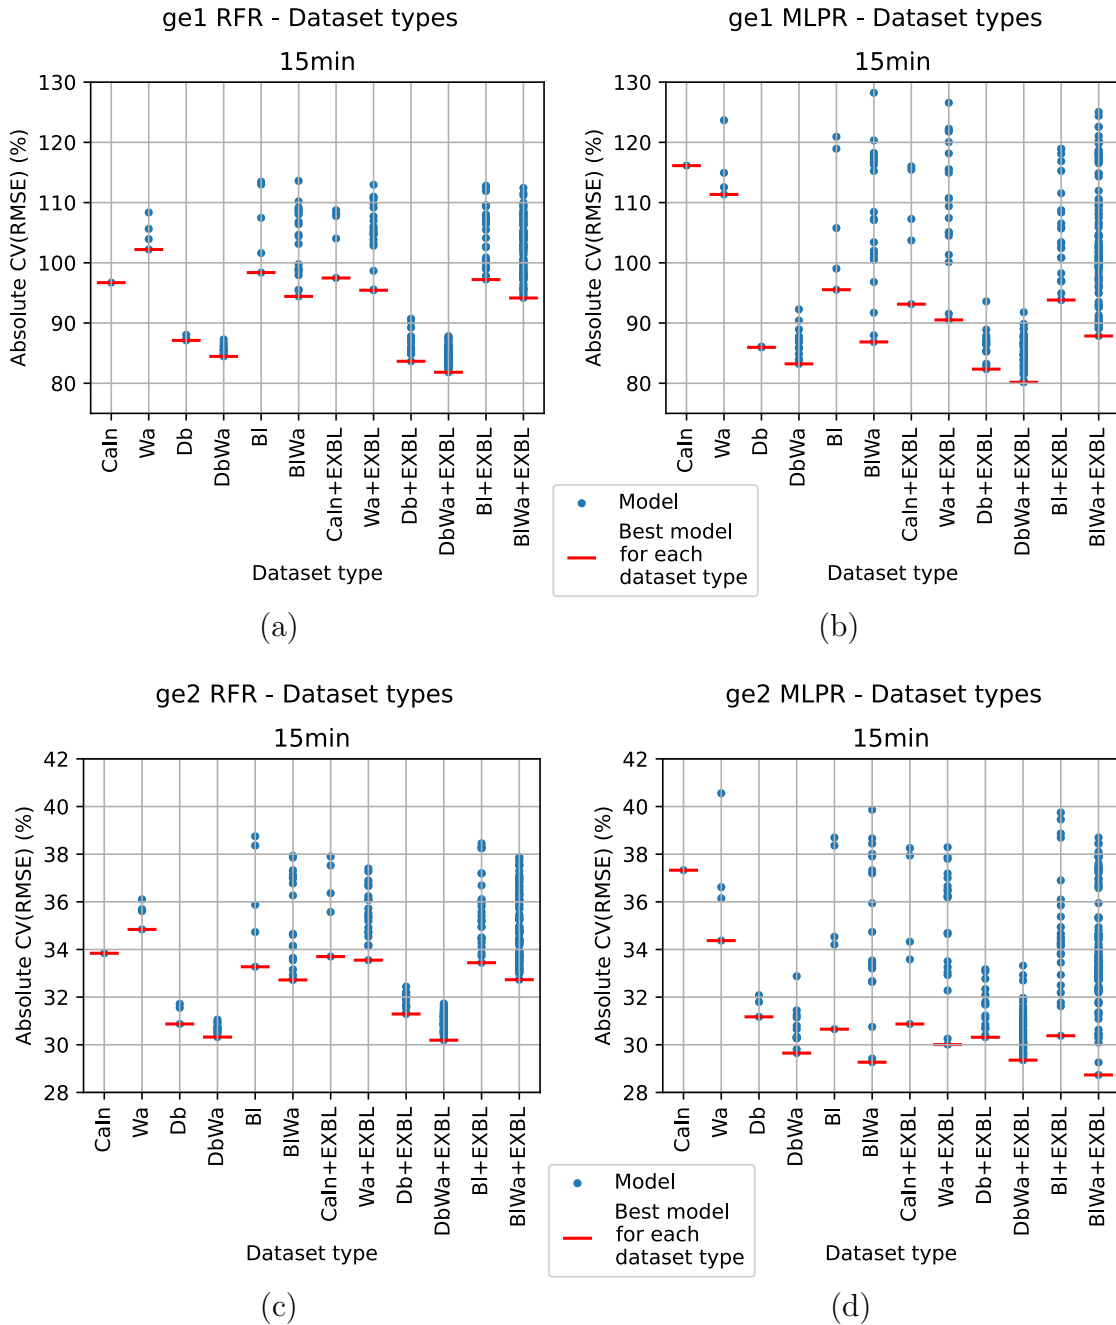 ge1 RFR - Dataset types
15min
Absolute CV(RMSE) (%)
130
120
110
100
90
80
CaIn
Wa
Db
DbWa
Bl
BlWa
CaIn+EXBL
Wa+EXBL
Db+EXBL
DbWa+EXBL
Bl+EXBL
BlWa+EXBL
Dataset type
(a)
ge1 MLPR - Dataset types
15min
Absolute CV(RMSE) (%)
130
120
110
100
90
80
CaIn
Wa
Db
DbWa
Bl
BlWa
CaIn+EXBL
Wa+EXBL
Db+EXBL
DbWa+EXBL
Bl+EXBL
BlWa+EXBL
Dataset type
(b)
Model
Best model
for each
dataset type
ge2 RFR - Dataset types
15min
Absolute CV(RMSE) (%)
42
40
38
36
34
32
30
28
CaIn
Wa
Db
DbWa
Bl
BlWa
CaIn+EXBL
Wa+EXBL
Db+EXBL
DbWa+EXBL
Bl+EXBL
BlWa+EXBL
Dataset type
(c)
ge2 MLPR - Dataset types
15min
Absolute CV(RMSE) (%)
42
40
38
36
34
32
30
28
CaIn
Wa
Db
DbWa
Bl
BlWa
CaIn+EXBL
Wa+EXBL
Db+EXBL
DbWa+EXBL
Bl+EXBL
BlWa+EXBL
Dataset type
(d)
Model
Best model
for each
dataset type